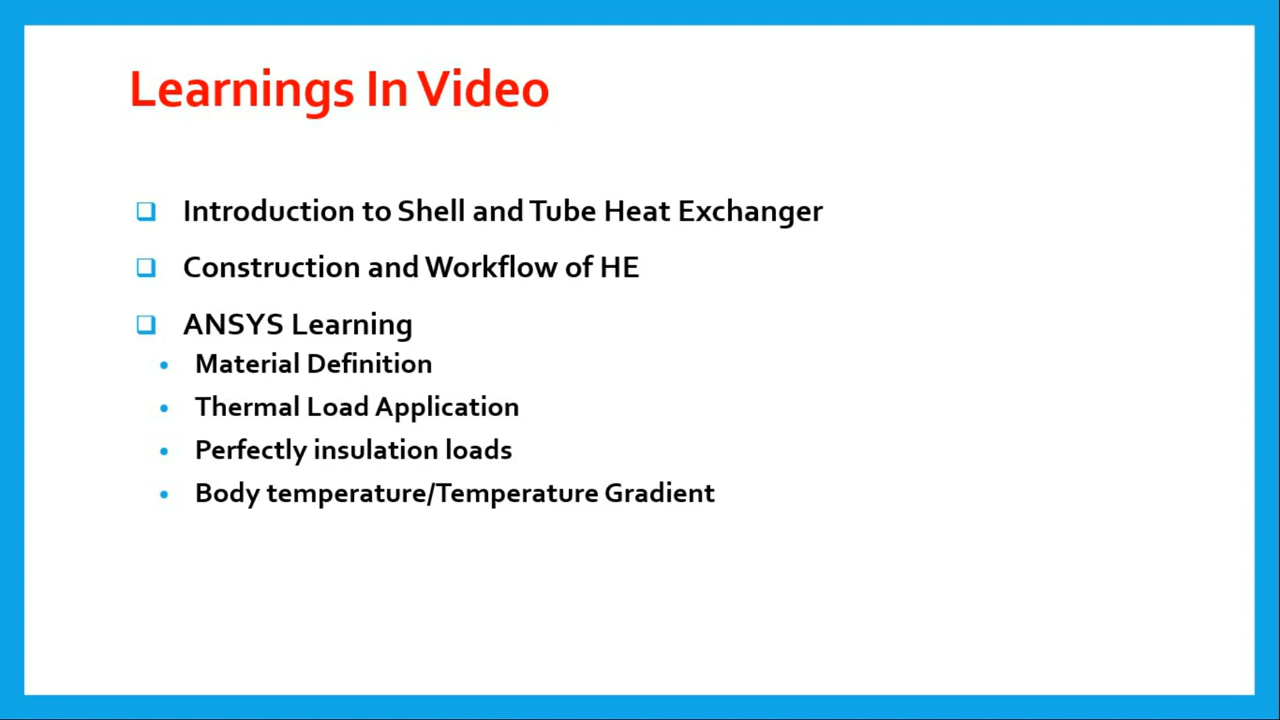 Learnings In Video
Introduction to Shell and Tube Heat Exchanger
Construction and Workflow of HE
ANSYS Learning
Material Definition
Thermal Load Application
Perfectly insulation loads
Body temperature/Temperature Gradient